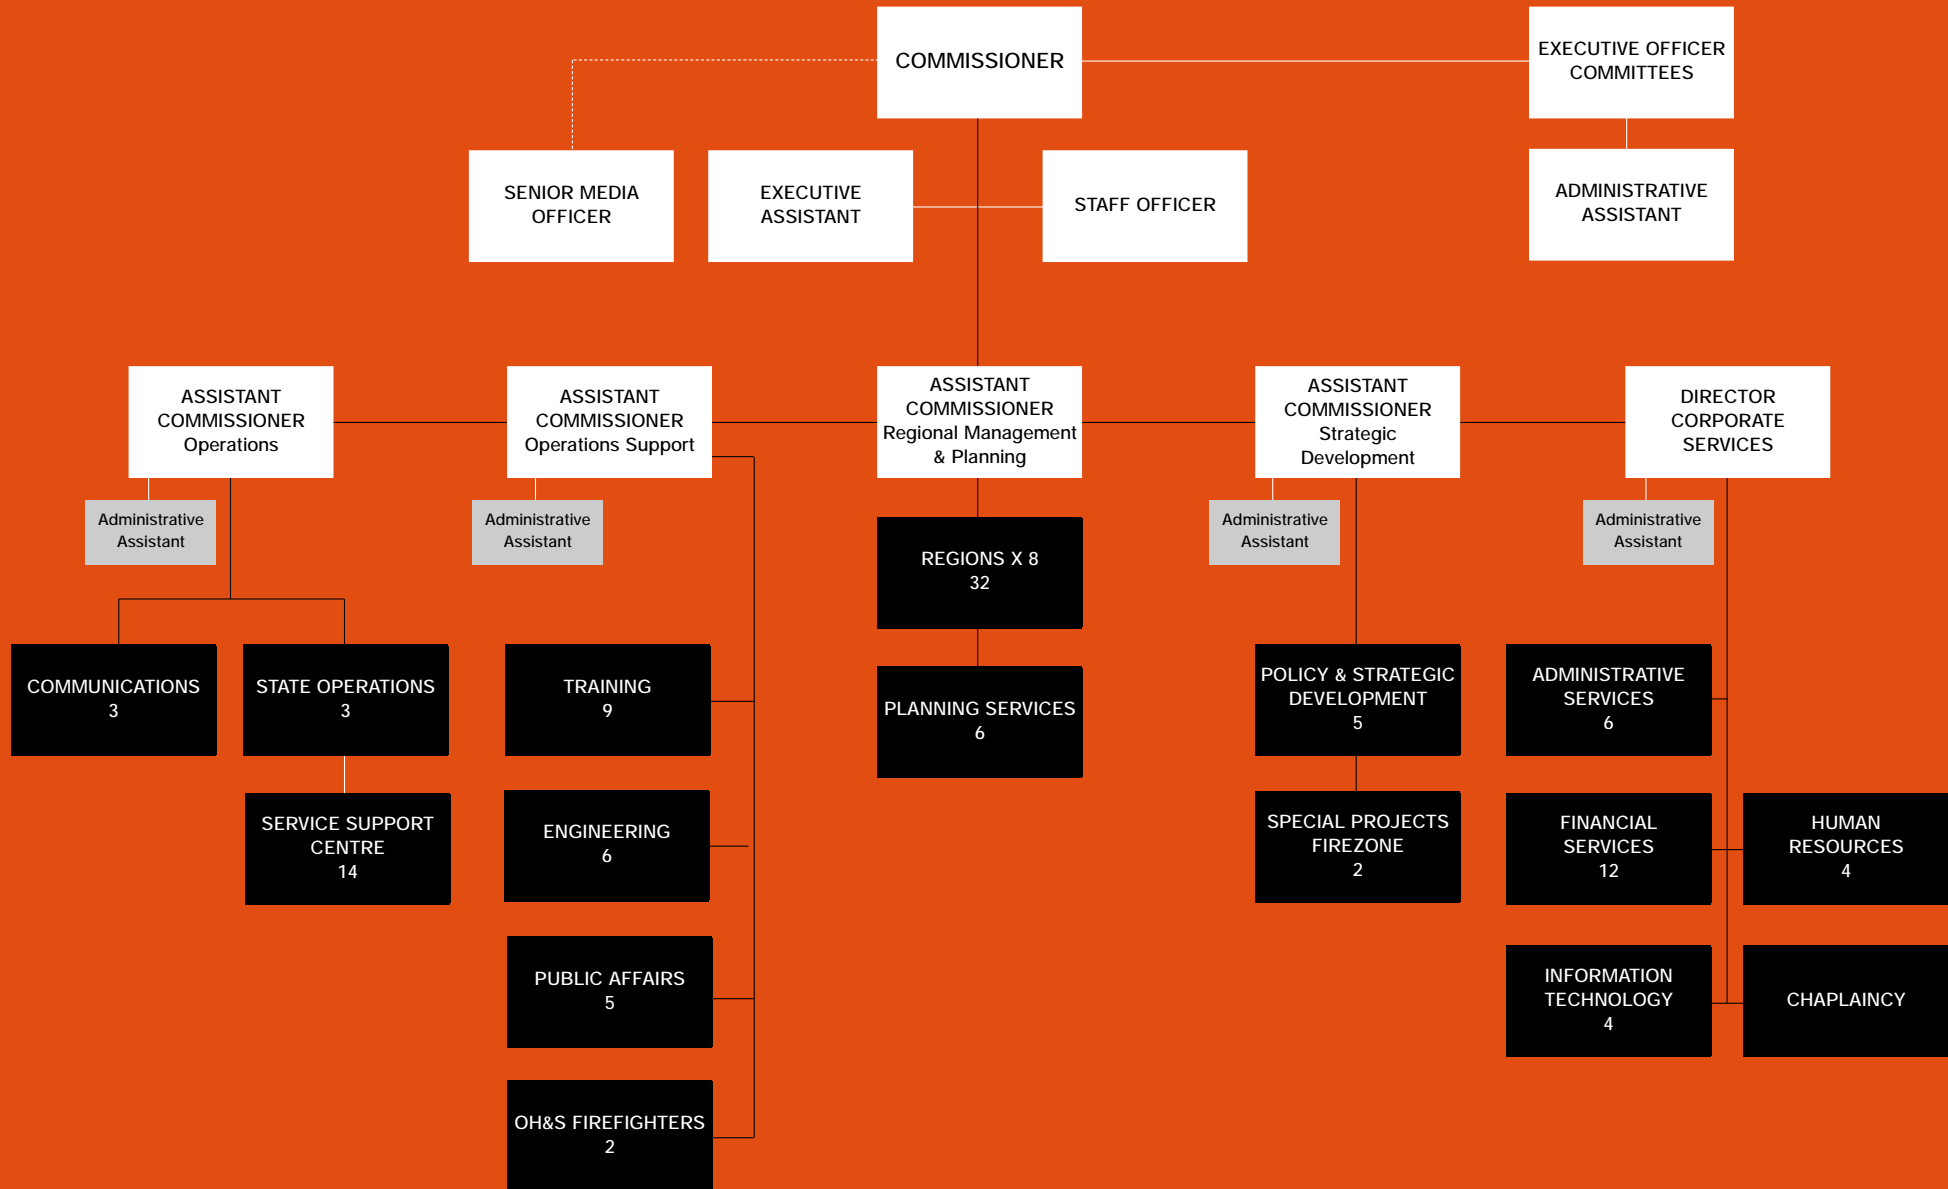 COMMISSIONER
EXECUTIVE OFFICER
COMMITTEES
SENIOR MEDIA
OFFICER
EXECUTIVE
ASSISTANT
STAFF OFFICER
ADMINISTRATIVE
ASSISTANT
ASSISTANT
COMMISSIONER
Operations
ASSISTANT
COMMISSIONER
Operations Support
ASSISTANT
COMMISSIONER
Regional Management
& Planning
ASSISTANT
COMMISSIONER
Strategic
Development
DIRECTOR
CORPORATE
SERVICES
Administrative
Assistant
Administrative
Assistant
Administrative
Assistant
Administrative
Assistant
REGIONS X 8
32
COMMUNICATIONS
3
STATE OPERATIONS
3
TRAINING
9
PLANNING SERVICES
6
POLICY & STRATEGIC
DEVELOPMENT
5
ADMINISTRATIVE
SERVICES
6
SERVICE SUPPORT
CENTRE
14
ENGINEERING
6
SPECIAL PROJECTS
FIREZONE
2
FINANCIAL
SERVICES
12
HUMAN
RESOURCES
4
PUBLIC AFFAIRS
5
INFORMATION
TECHNOLOGY
4
CHAPLAINCY
OH&S FIREFIGHTERS
2